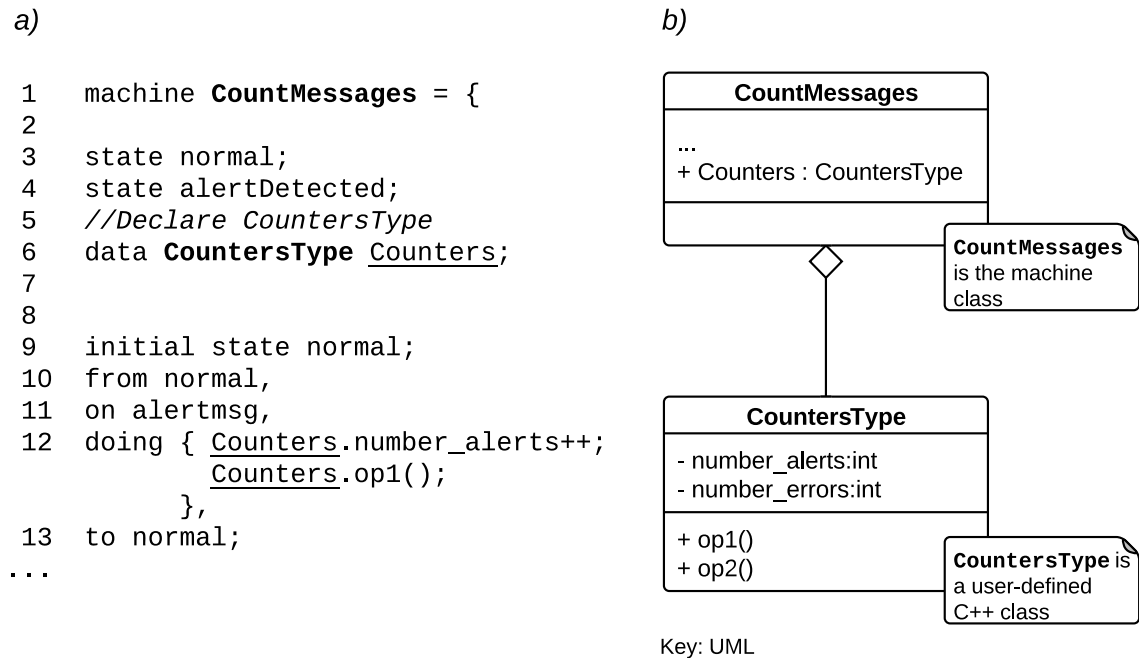 a)
1 machine CountMessages = {
2
3 state normal;
4 state alertDetected;
5 //Declare CountersType
6 data CountersType Counters;
7
8
9 initial state normal;
10 from normal,
11 on alertmsg,
12 doing { Counters.number_alerts++;
Counters.op1();
},
13 to normal;
...
b)
CountMessages
...
+ Counters : CountersType
CountMessages
is the machine
class
CountersType
- number_alerts:int
- number_errors:int
+ op1()
+ op2()
CountersType is
a user-defined
C++ class
Key: UML